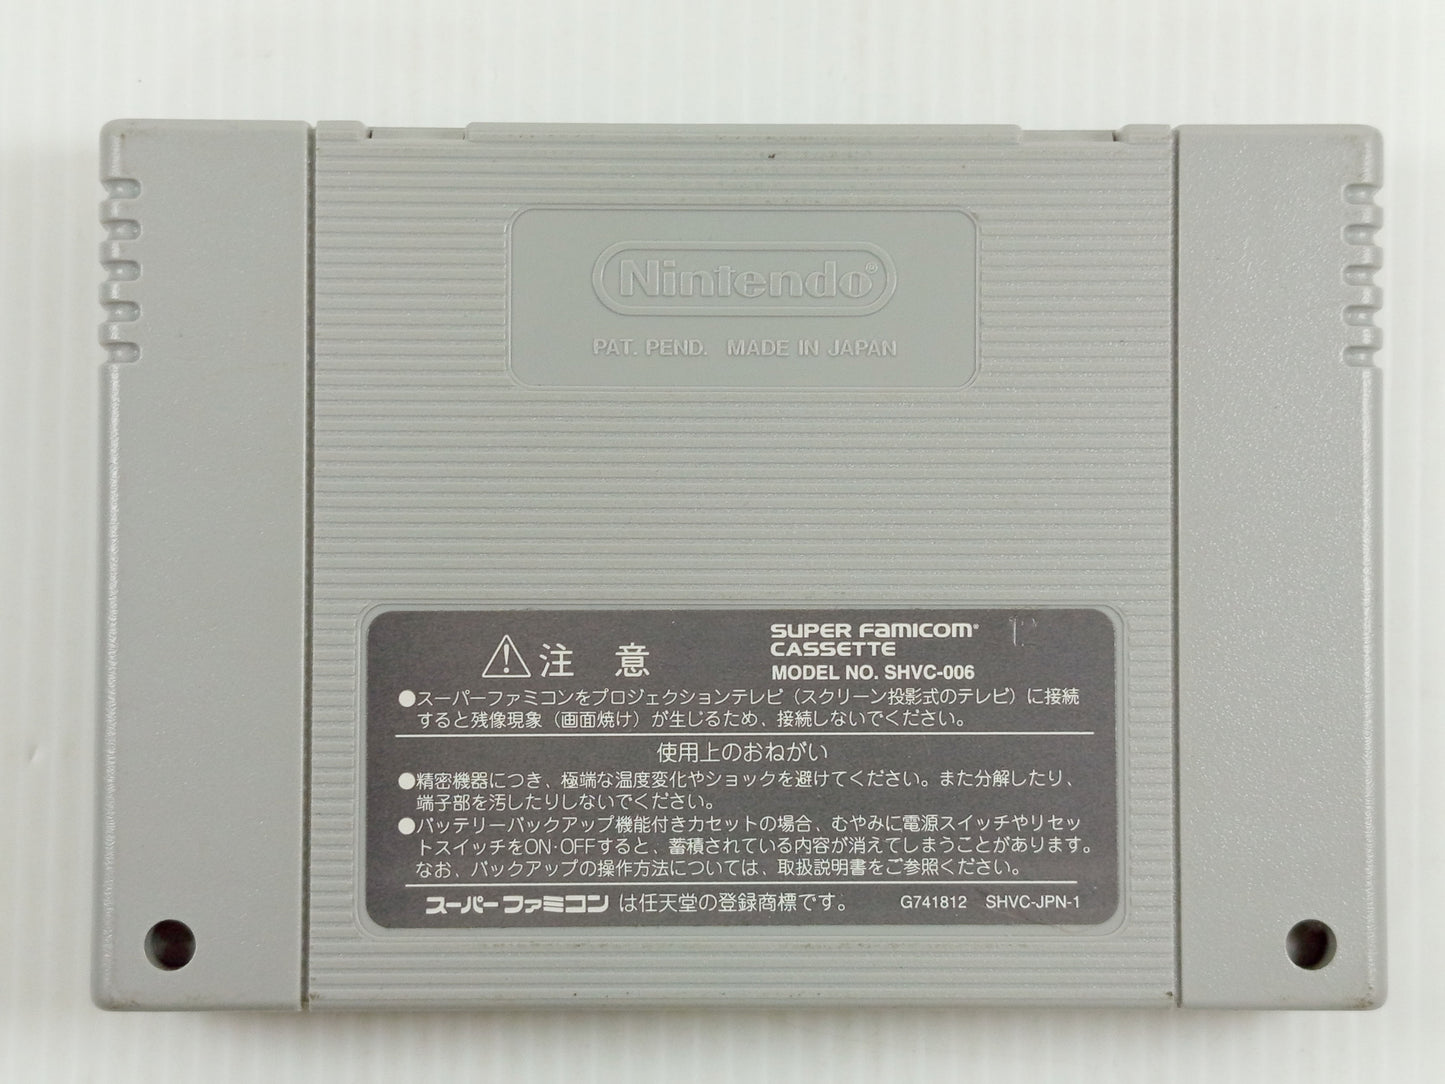 Nintendo®
PAT. PEND. MADE IN JAPAN
注 意
SUPER FAMICOM®
CASSETTE
MODEL NO. SHVC-006
●スーパーファミコンをプロジェクションテレビ（スクリーン投影式のテレビ）に接続
すると残像現象（画面焼け）が生じるため、接続しないでください。
使用上のおねがい
●精密機器につき、極端な温度変化やショックを避けてください。また分解したり、
端子部を汚したりしないでください。
●バッテリーバックアップ機能付きカセットの場合、むやみに電源スイッチやリセッ
トスイッチをON·OFFすると、蓄積されている内容が消えてしまうことがあります。
なお、バックアップの操作方法については、取扱説明書をご参照ください。
スーパーファミコン は任天堂の登録商標です。 G741812 SHVC-JPN-1